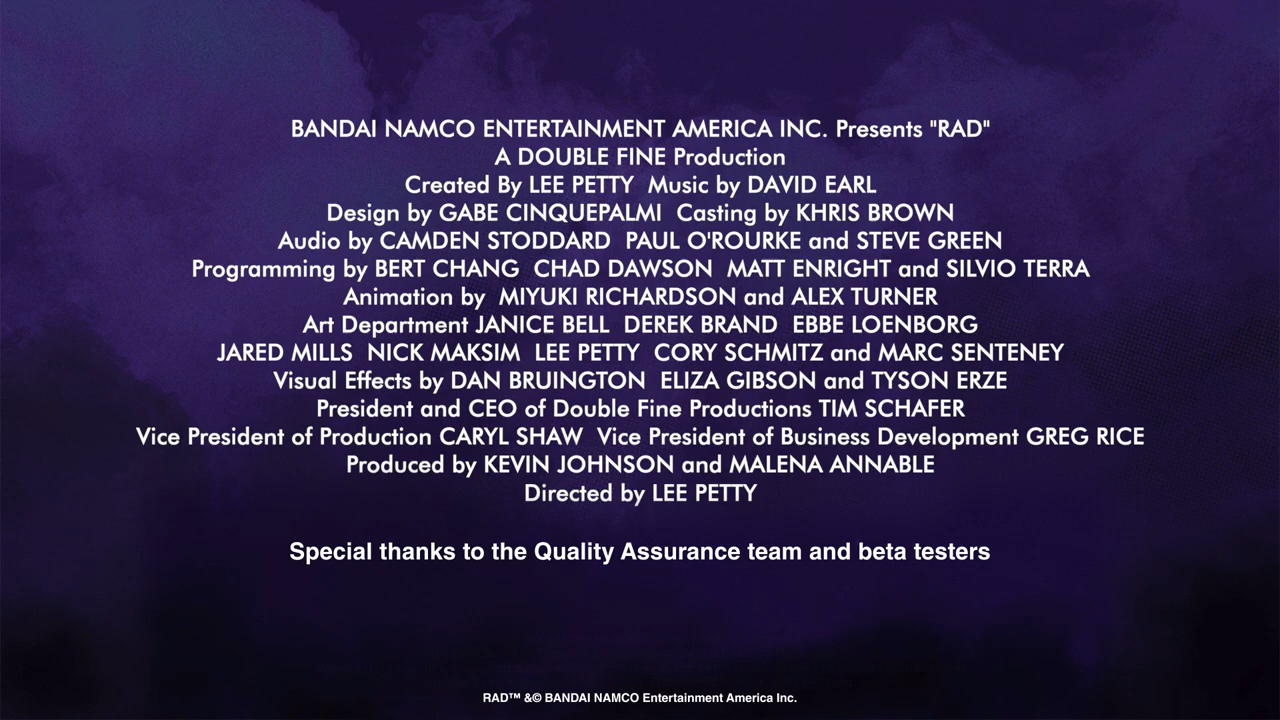 BANDAI NAMCO ENTERTAINMENT AMERICA INC. Presents "RAD"
A DOUBLE FINE Production
Created By LEE PETTY  Music by DAVID EARL
Design by GABE CINQUEPALMI  Casting by KHRIS BROWN
Audio by CAMDEN STODDARD  PAUL O'ROURKE and STEVE GREEN
Programming by BERT CHANG  CHAD DAWSON  MATT ENRIGHT and SILVIO TERRA
Animation by  MIYUKI RICHARDSON and ALEX TURNER
Art Department JANICE BELL  DEREK BRAND  EBBE LOENBORG
JARED MILLS  NICK MAKSIM  LEE PETTY  CORY SCHMITZ and MARC SENTENEY
Visual Effects by DAN BRUINGTON  ELIZA GIBSON and TYSON ERZE
President and CEO of Double Fine Productions TIM SCHAFER
Vice President of Production CARYL SHAW  Vice President of Business Development GREG RICE
Produced by KEVIN JOHNSON and MALENA ANNABLE
Directed by LEE PETTY
Special thanks to the Quality Assurance team and beta testers
RAD™ &© BANDAI NAMCO Entertainment America Inc.